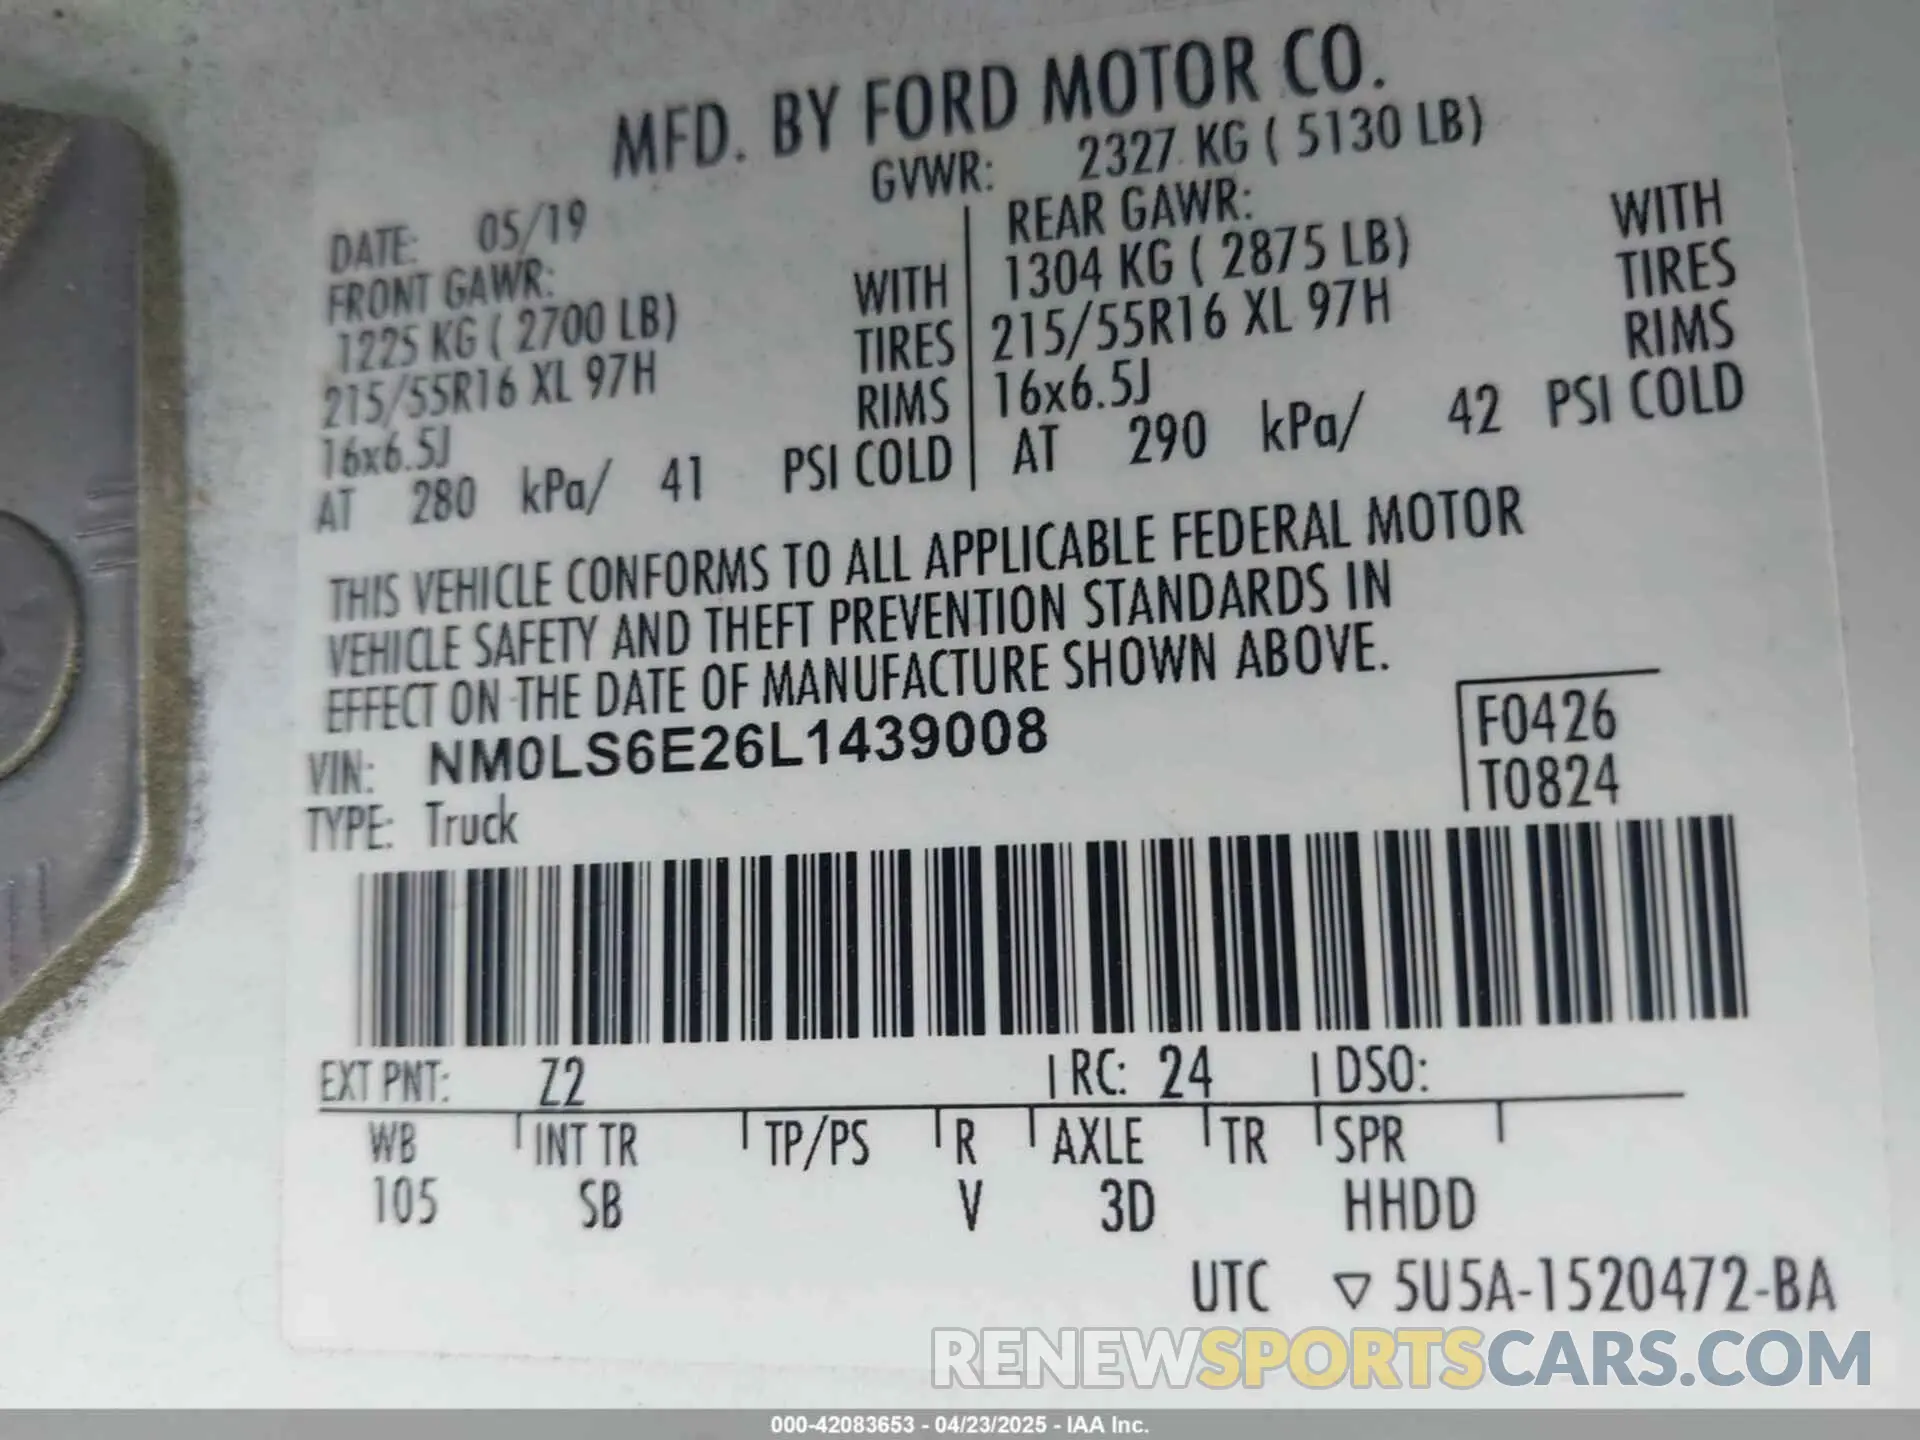 MFD. BY FORD MOTOR CO.
DATE: 05/19 GVWR: 2327 KG ( 5130 LB)
FRONT GAWR: REAR GAWR:
1225 KG ( 2700 LB) WITH 1304 KG ( 2875 LB) WITH
215/55R16 XL 97H TIRES 215/55R16 XL 97H TIRES
16x6.5J RIMS 16x6.5J RIMS
AT 280 kPa/ 41 PSI COLD AT 290 kPa/ 42 PSI COLD
THIS VEHICLE CONFORMS TO ALL APPLICABLE FEDERAL MOTOR
VEHICLE SAFETY AND THEFT PREVENTION STANDARDS IN
EFFECT ON THE DATE OF MANUFACTURE SHOWN ABOVE.
VIN: NM0LS6E26L1439008 F0426
TYPE: Truck T0824
EXT PNT: Z2 RC: 24 DSO:
WB INT TR TP/PS R AXLE TR SPR
105 SB V 3D HHDD
UTC ▽ 5U5A-1520472-BA
RENEWSPORTSCARS.COM
000-42083653 - 04/23/2025 - IAA Inc.